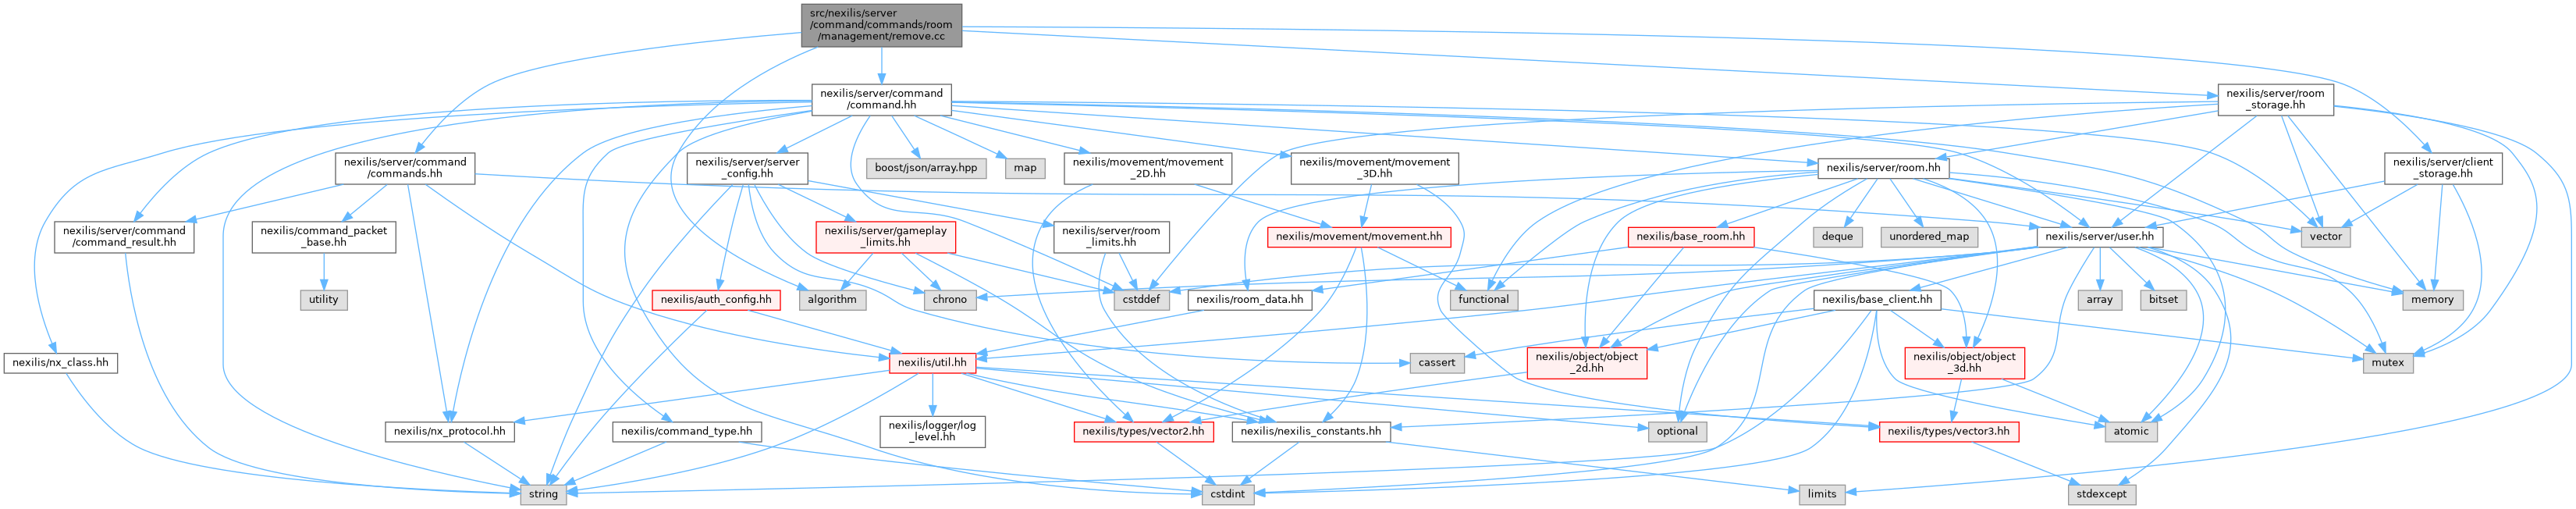 src/nexilis/server
/command/commands/room
/management/remove.cc
nexilis/server/command
/command.hh
nexilis/server/room
_storage.hh
nexilis/server/command
/commands.hh
nexilis/server/server
_config.hh
boost/json/array.hpp
map
nexilis/movement/movement
_2D.hh
nexilis/movement/movement
_3D.hh
nexilis/server/room.hh
nexilis/server/client
_storage.hh
nexilis/server/command
/command_result.hh
nexilis/command_packet
_base.hh
nexilis/server/gameplay
_limits.hh
nexilis/server/room
_limits.hh
nexilis/movement/movement.hh
nexilis/base_room.hh
deque
unordered_map
nexilis/server/user.hh
vector
utility
nexilis/auth_config.hh
algorithm
chrono
cstddef
nexilis/room_data.hh
functional
nexilis/base_client.hh
array
bitset
memory
nexilis/nx_class.hh
nexilis/util.hh
cassert
nexilis/object/object
_2d.hh
nexilis/object/object
_3d.hh
mutex
nexilis/nx_protocol.hh
nexilis/command_type.hh
nexilis/logger/log
_level.hh
nexilis/types/vector2.hh
nexilis/nexilis_constants.hh
optional
nexilis/types/vector3.hh
atomic
string
cstdint
limits
stdexcept